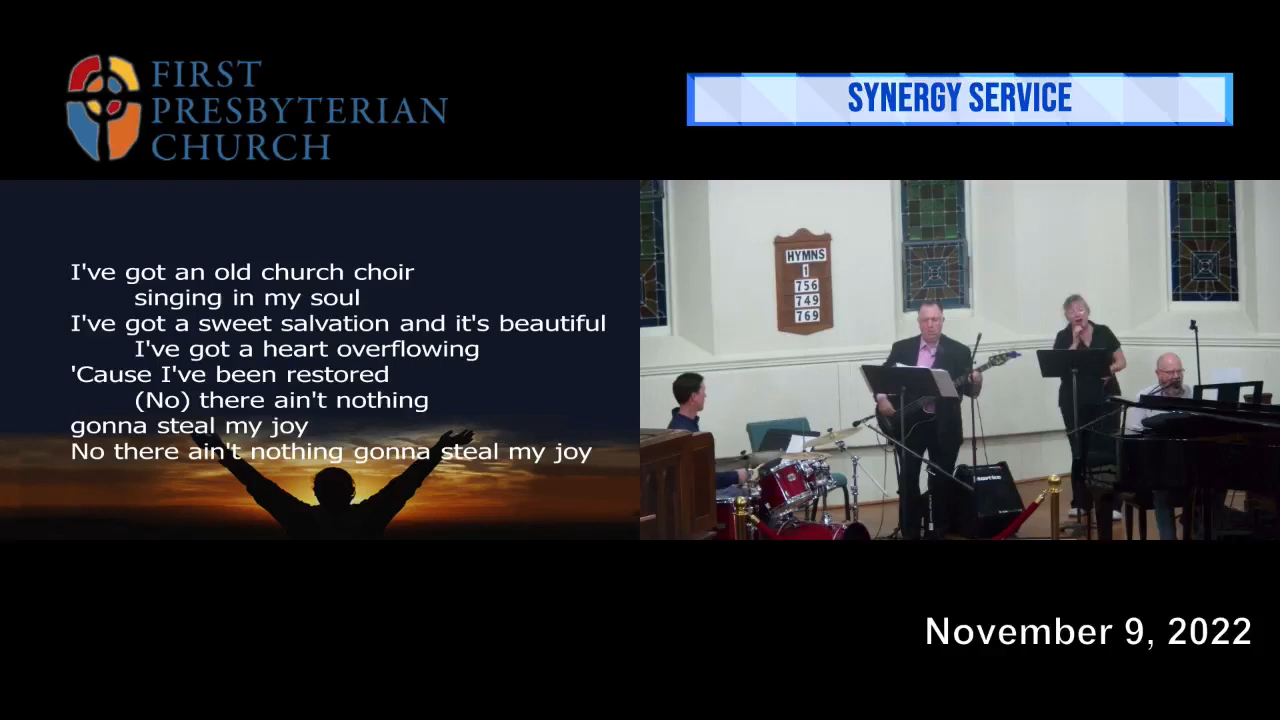 FIRST
PRESBYTERIAN
CHURCH
SYNERGY SERVICE
I've got an old church choir
singing in my soul
I've got a sweet salvation and it's beautiful
I've got a heart overflowing
'Cause I've been restored
(No) there ain't nothing
gonna steal my joy
No there ain't nothing gonna steal my joy
HYMNS
1
756
749
769
November 9, 2022